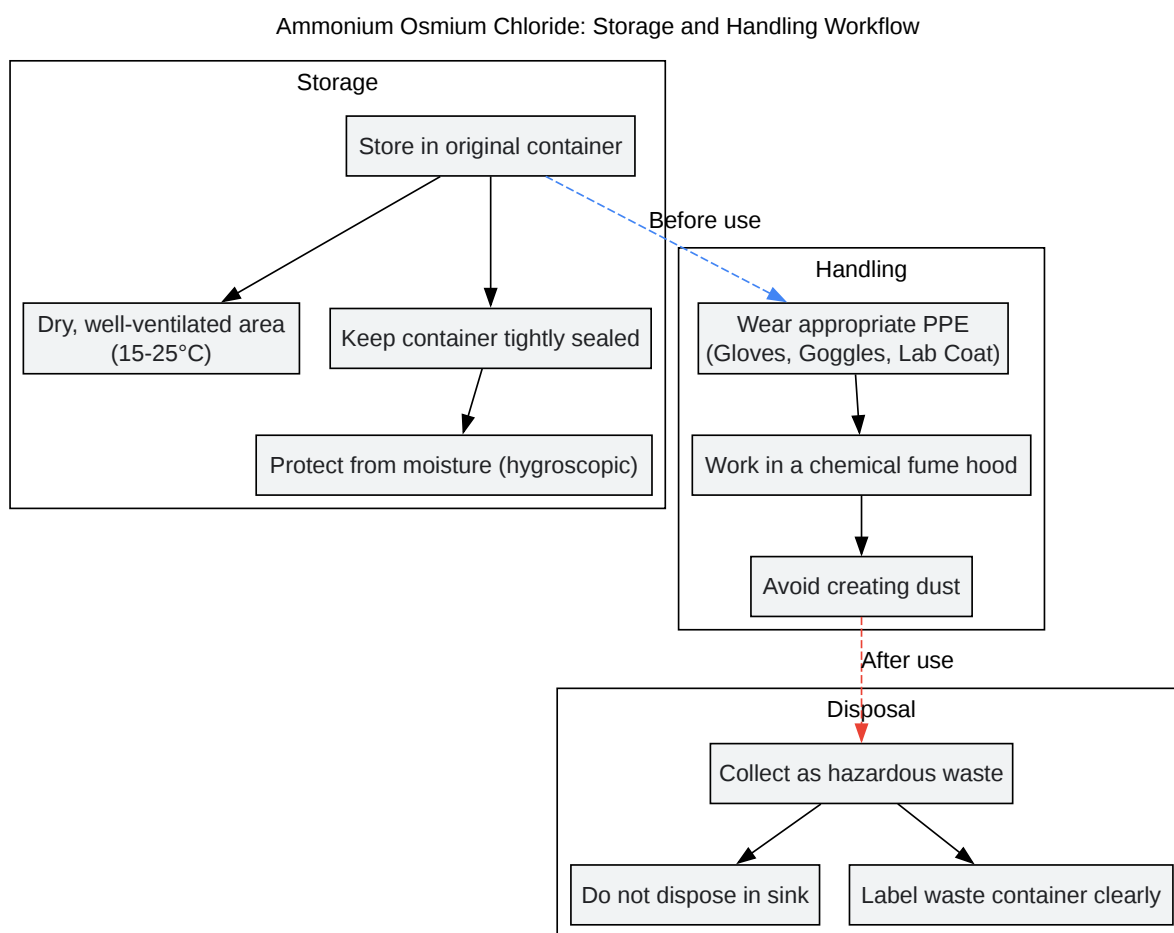 Ammonium Osmium Chloride: Storage and Handling Workflow
Storage
Store in original container
Before use
Dry, well-ventilated area
(15-25°C)
Keep container tightly sealed
Protect from moisture (hygroscopic)
Handling
Wear appropriate PPE
(Gloves, Goggles, Lab Coat)
Work in a chemical fume hood
Avoid creating dust
After use
Disposal
Collect as hazardous waste
Do not dispose in sink
Label waste container clearly